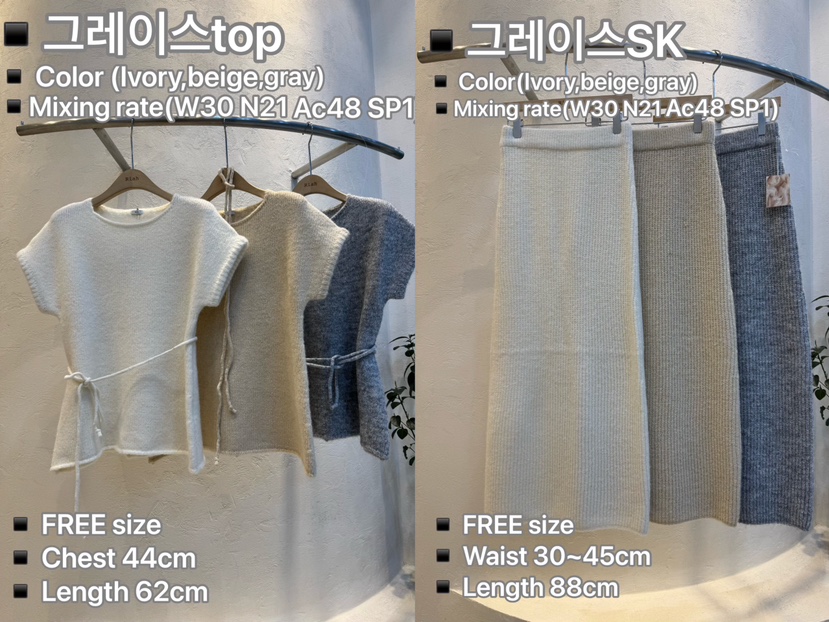 그레이스top
Color (Ivory,beige,gray)
Mixing rate(W30 N21 Ac48 SP1
FREE size
Chest 44cm
Length 62cm
그레이스SK
Color(Ivory,beige,gray)
Mixing rate(W30 N21 Ac48 SP1)
FREE size
Waist 30~45cm
Length 88cm